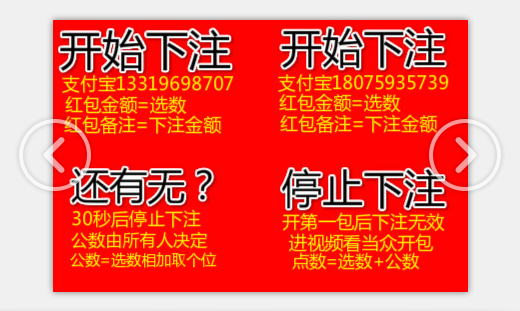 开始下注
支付宝13319698707
红包金额=选数
红包备注=下注金额
开始下注
支付宝18075935739
红包金额=选数
红包备注=下注金额
还有无？
30秒后停止下注
公数由所有人决定
公数=选数相加取个位
停止下注
开第一包后下注无效
进视频看当众开包
点数=选数+公数